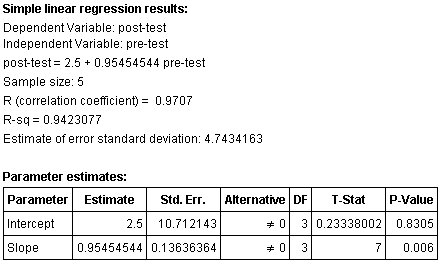 Simple linear regression results:
Dependent Variable: post-test
Independent Variable: pre-test
post-test = 2.5 + 0.95454544 pre-test
Sample size: 5
R (correlation coefficient) = 0.9707
R-sq = 0.9423077
Estimate of error standard deviation: 4.7434163
Parameter estimates:
Parameter Estimate Std. Err. Alternative DF T-Stat P-Value
Intercept 2.5 10.712143 ≠ 0 3 0.23338002 0.8305
Slope 0.95454544 0.13636364 ≠ 0 3 7 0.006